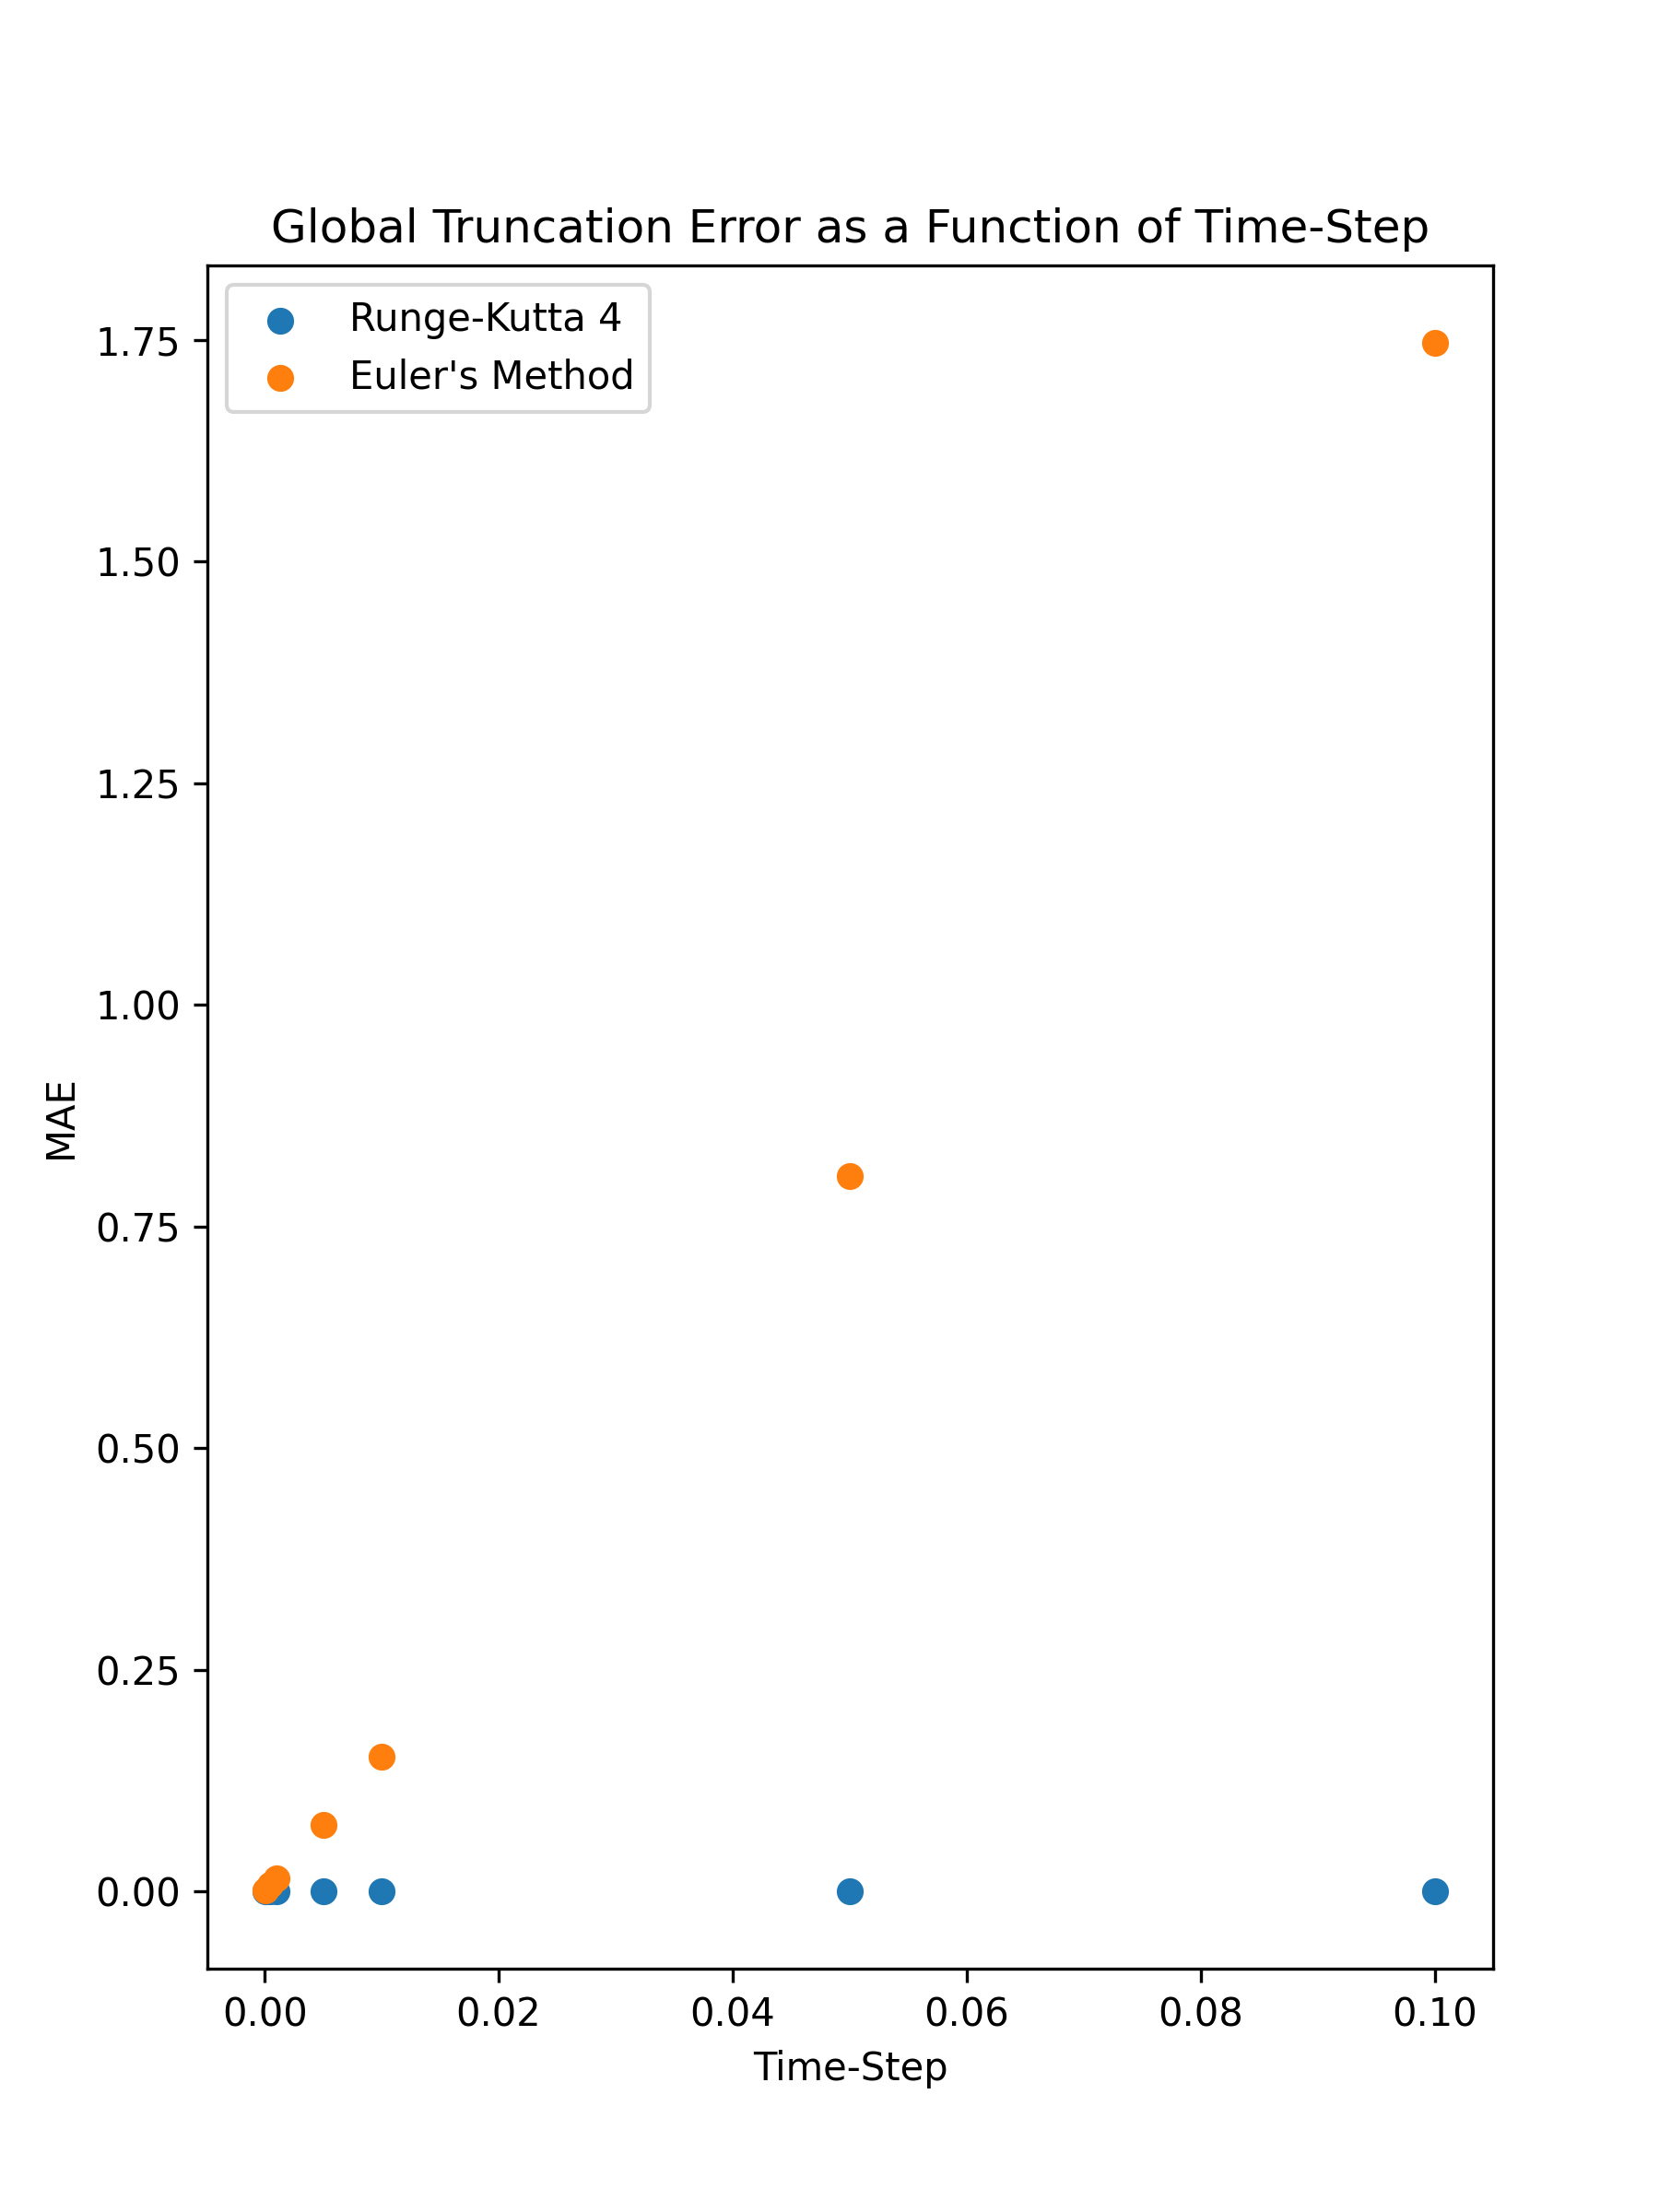 Global Truncation Error as a Function of Time-Step
Runge-Kutta 4
Euler's Method
1.75
1.50
1.25
1.00
0.75
0.50
0.25
0.00
MAE
0.00 0.02 0.04 0.06 0.08 0.10
Time-Step